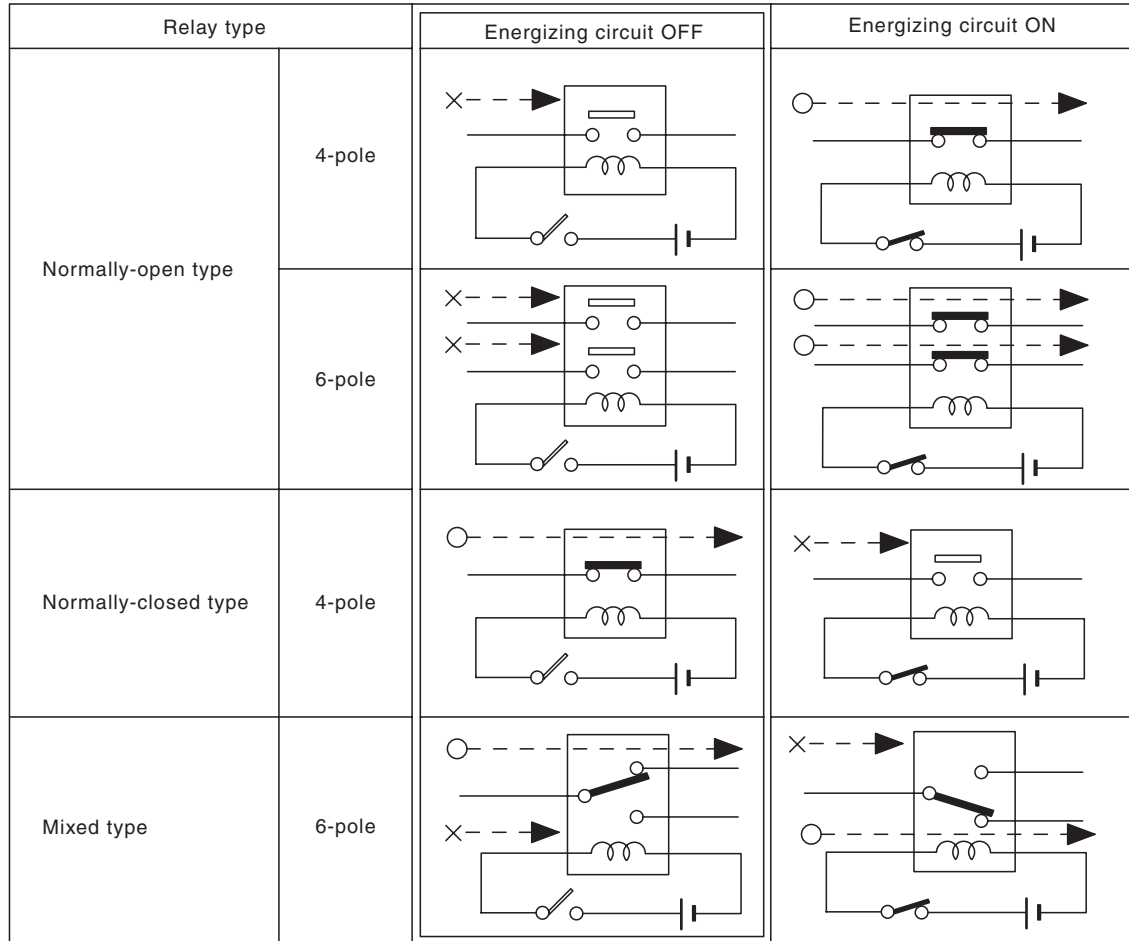 Relay type
Energizing circuit OFF
Energizing circuit ON
Normally-open type
4-pole
6-pole
Normally-closed type
4-pole
Mixed type
6-pole